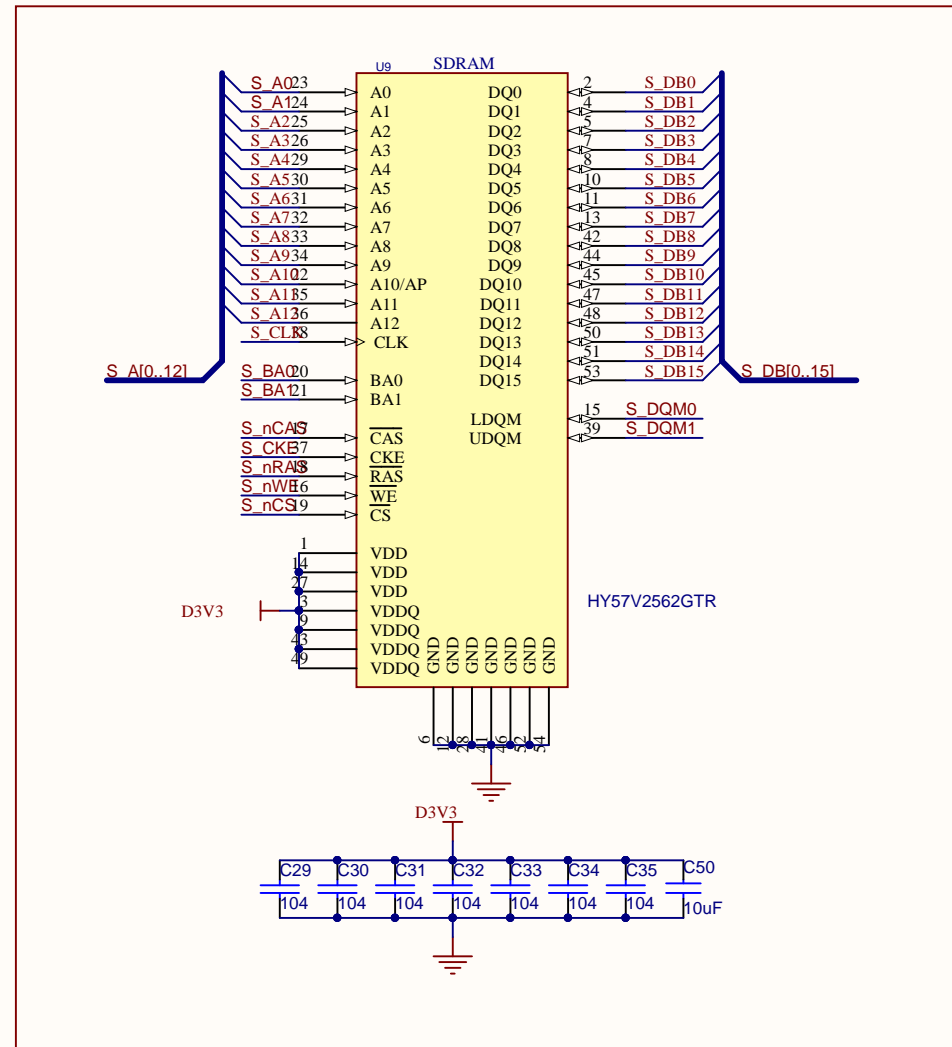 U9 SDRAM
S_A0 23 A0 DQ0 2 S_DB0
S_A1 24 A1 DQ1 4 S_DB1
S_A2 25 A2 DQ2 5 S_DB2
S_A3 26 A3 DQ3 7 S_DB3
S_A4 29 A4 DQ4 8 S_DB4
S_A5 30 A5 DQ5 10 S_DB5
S_A6 31 A6 DQ6 11 S_DB6
S_A7 32 A7 DQ7 13 S_DB7
S_A8 33 A8 DQ8 42 S_DB8
S_A9 34 A9 DQ9 44 S_DB9
S_A10 22 A10/AP DQ10 45 S_DB10
S_A11 35 A11 DQ11 47 S_DB11
S_A12 36 A12 DQ12 48 S_DB12
S_CLK 38 CLK DQ13 50 S_DB13
DQ14 51 S_DB14
S_A[0..12] S_BA0 20 BA0 DQ15 53 S_DB15 S_DB[0..15]
S_BA1 21 BA1
LDQM 15 S_DQM0
S_nCAS 17 CAS UDQM 39 S_DQM1
S_CKE 37 CKE
S_nRAS 18 RAS
S_nWE 16 WE
S_nCS 19 CS
1 VDD
14 VDD
27 VDD
D3V3 3 VDDQ HY57V2562GTR
9 VDDQ
43 VDDQ
49 VDDQ
GND GND GND GND GND GND GND
6 12 28 41 46 52 54
D3V3
C29 C30 C31 C32 C33 C34 C35 C50
104 104 104 104 104 104 104 10uF